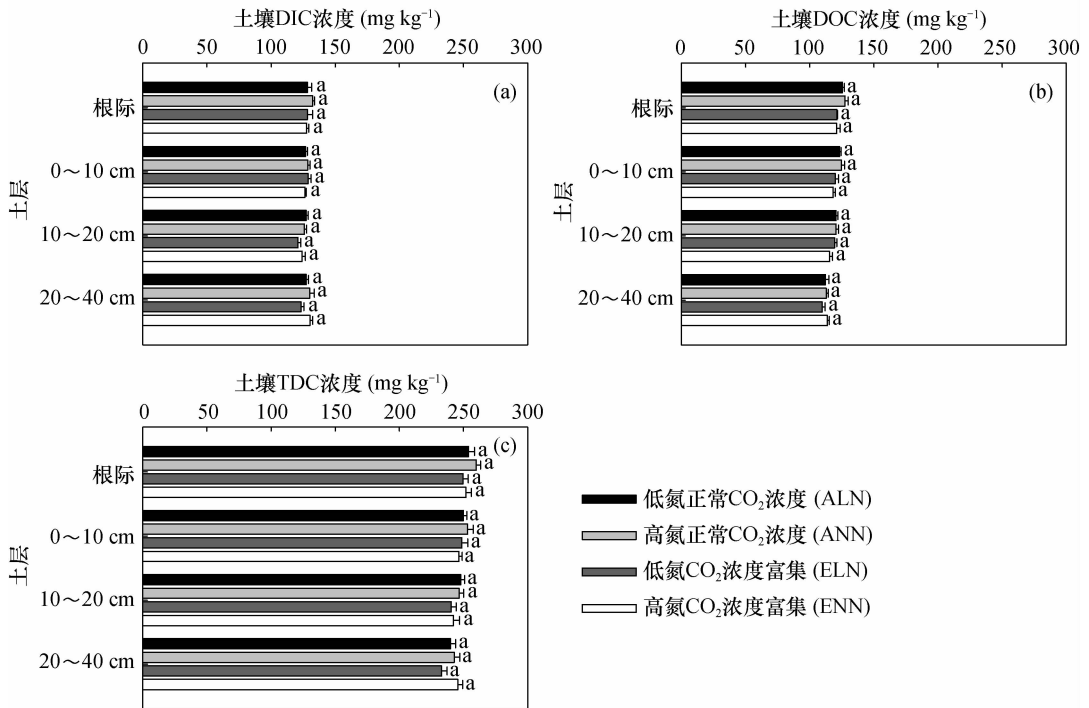 土壤DIC浓度 (mg kg⁻¹)
0 50 100 150 200 250 300
(a)
土层
根际
a
a
a
a
0～10 cm
a
a
a
a
10～20 cm
a
a
a
a
20～40 cm
a
a
a
a
土壤DOC浓度 (mg kg⁻¹)
0 50 100 150 200 250 300
(b)
土层
根际
a
a
a
a
0～10 cm
a
a
a
a
10～20 cm
a
a
a
a
20～40 cm
a
a
a
a
土壤TDC浓度 (mg kg⁻¹)
0 50 100 150 200 250 300
(c)
土层
根际
a
a
a
a
0～10 cm
a
a
a
a
10～20 cm
a
a
a
a
20～40 cm
a
a
a
a
低氮正常CO₂浓度 (ALN)
高氮正常CO₂浓度 (ANN)
低氮CO₂浓度富集 (ELN)
高氮CO₂浓度富集 (ENN)